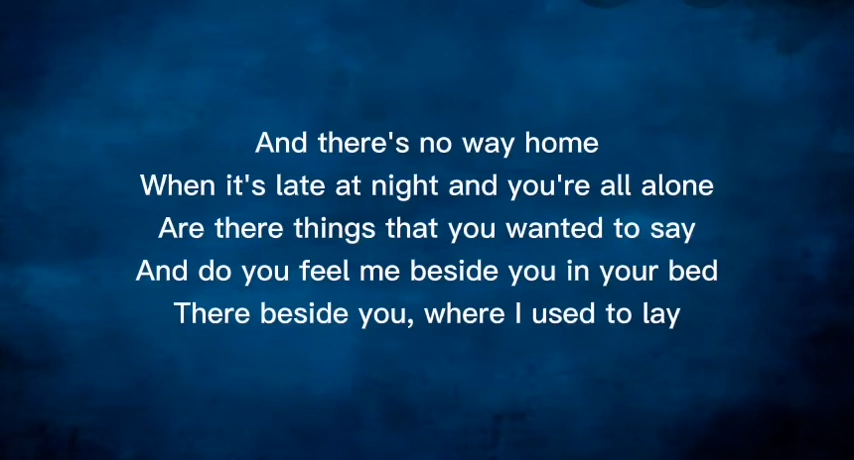 And there's no way home
When it's late at night and you're all alone
Are there things that you wanted to say
And do you feel me beside you in your bed
There beside you, where I used to lay